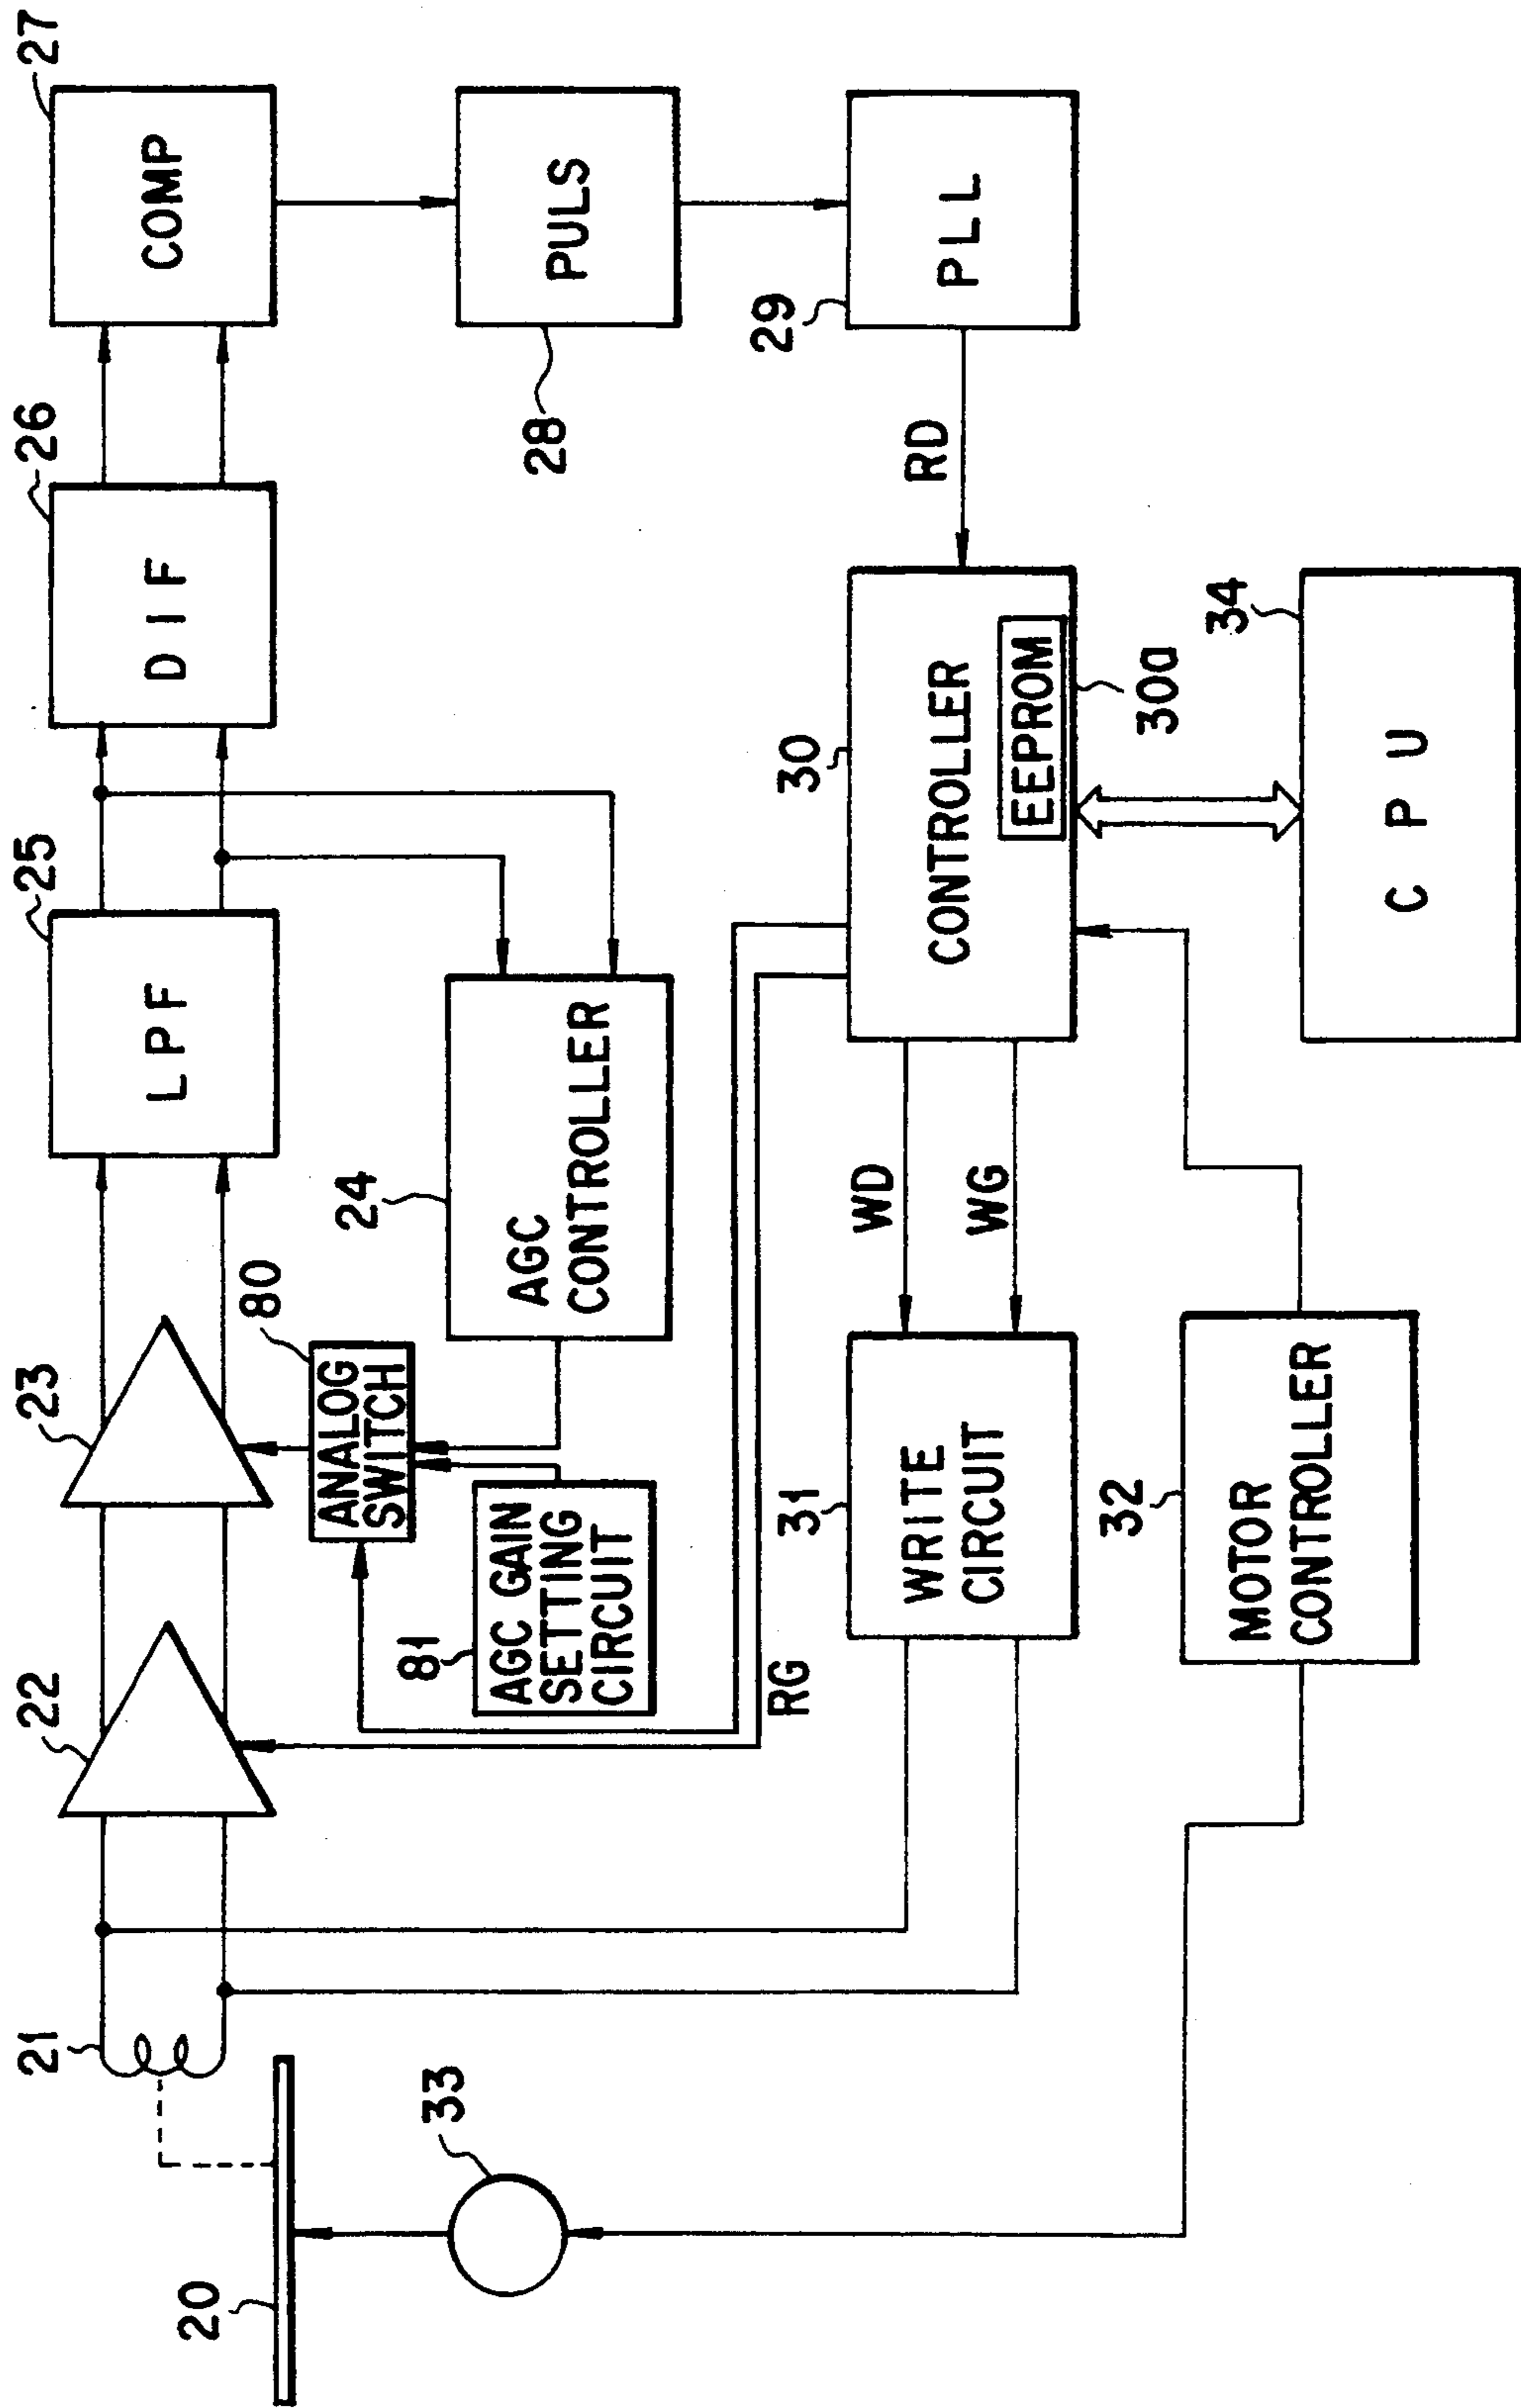 21
22
23
25
26
27
LPF
DIF
COMP
80
ANALOG
SWITCH
24
AGC
CONTROLLER
81
AGC GAIN
SETTING
CIRCUIT
28
PULS
20
33
RG
29
PLL
RD
30
CONTROLLER
EEPROM
30a
WD
WG
31
WRITE
CIRCUIT
32
MOTOR
CONTROLLER
34
CPU